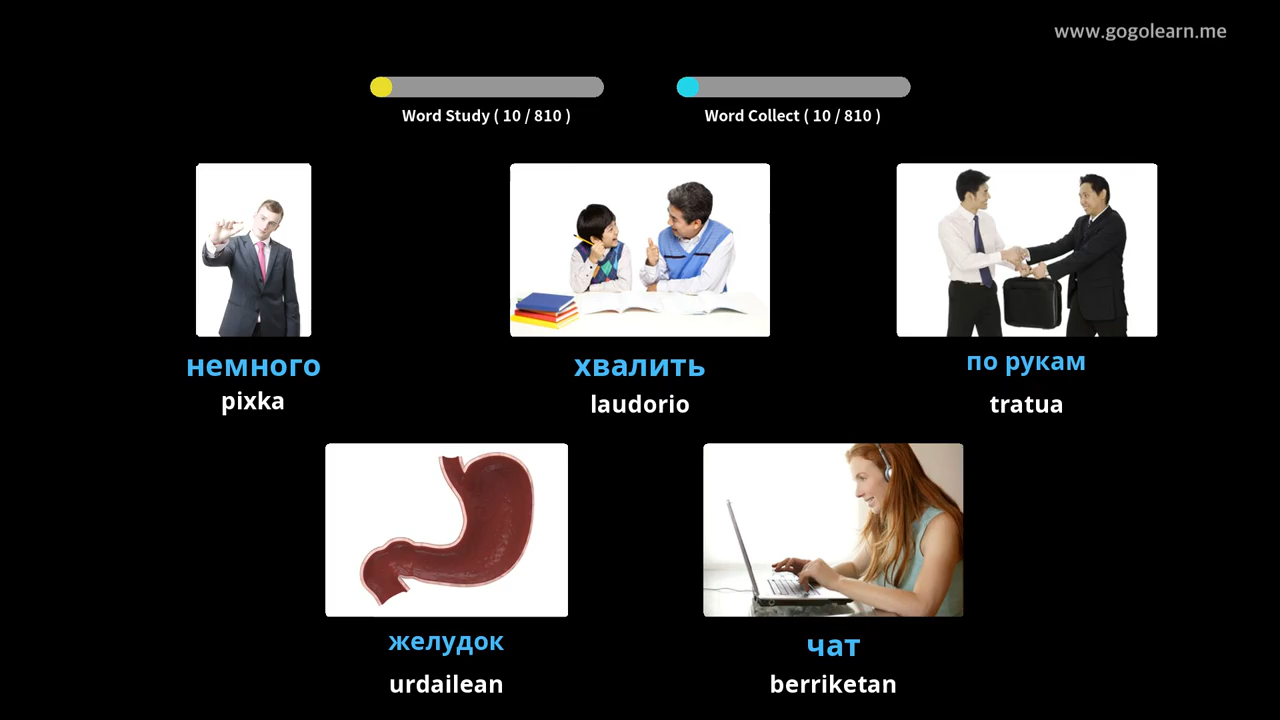 www.gogolearn.me
Word Study ( 10 / 810 )
Word Collect ( 10 / 810 )
немного
pixka
хвалить
laudorio
по рукам
tratua
желудок
urdailean
чат
berriketan